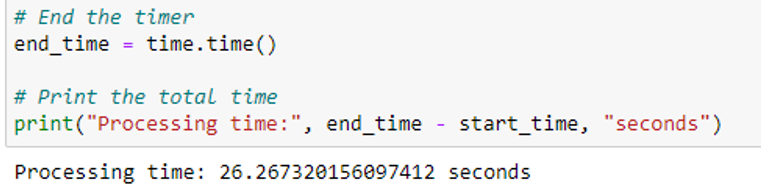 # End the timer
end_time = time.time()
# Print the total time
print("Processing time:", end_time - start_time, "seconds")
Processing time: 26.267320156097412 seconds